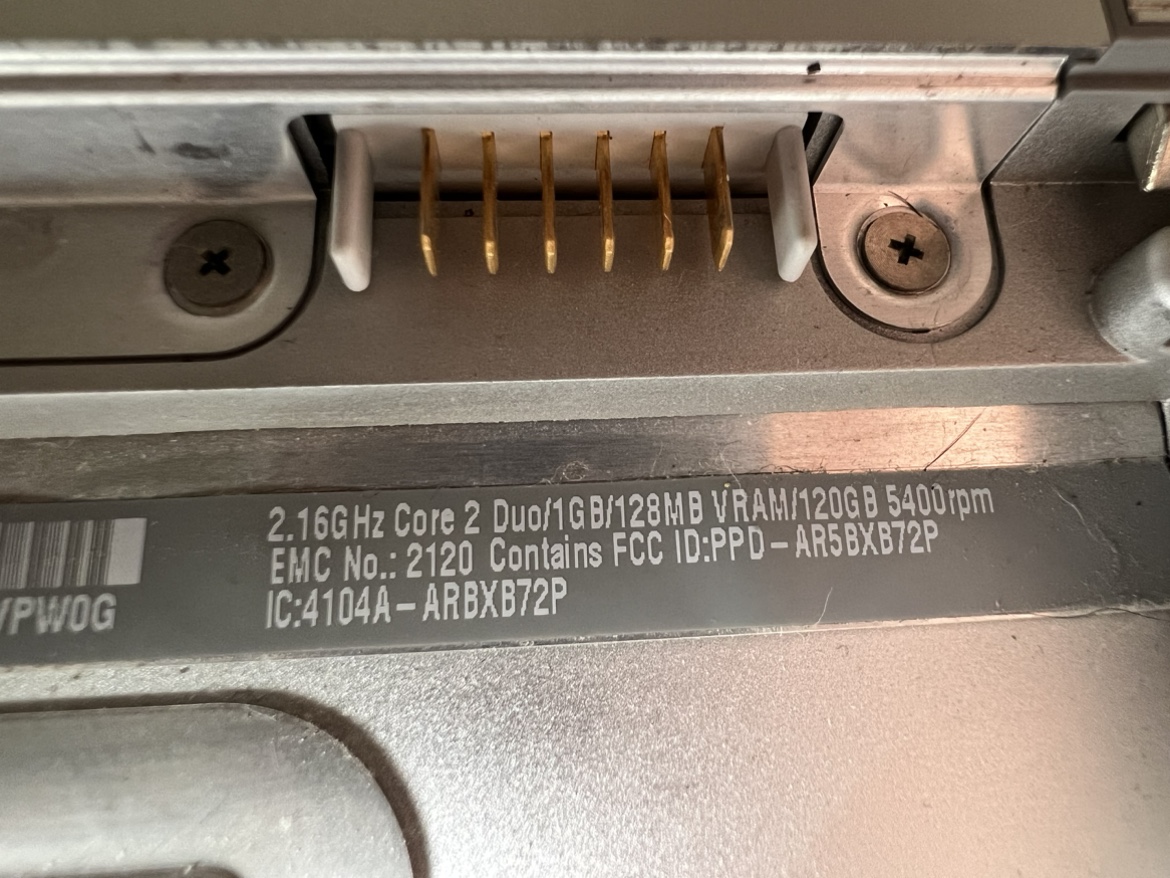 2.16GHz Core 2 Duo/1GB/128MB VRAM/120GB 5400rpm
EMC No.: 2120 Contains FCC ID:PPD-AR5BXB72P
IC:4104A-ARBXB72P
VPW0G